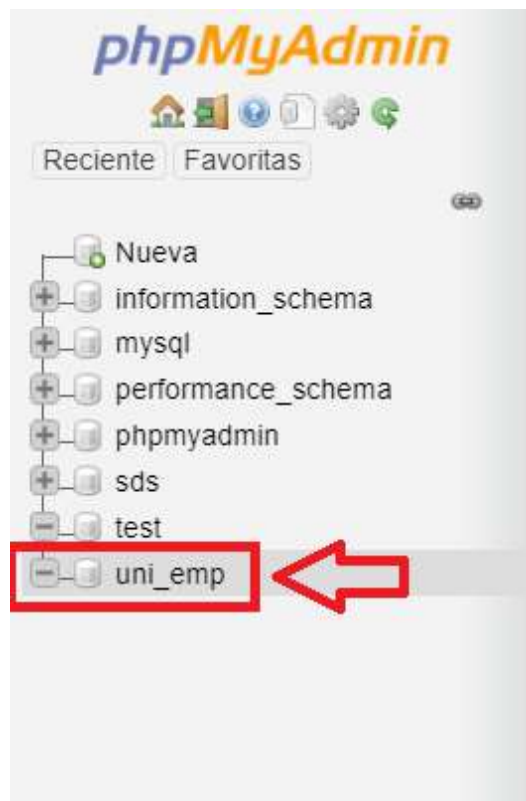 phpMyAdmin
Reciente Favoritas
Nueva
information_schema
mysql
performance_schema
phpmyadmin
sds
test
uni_emp